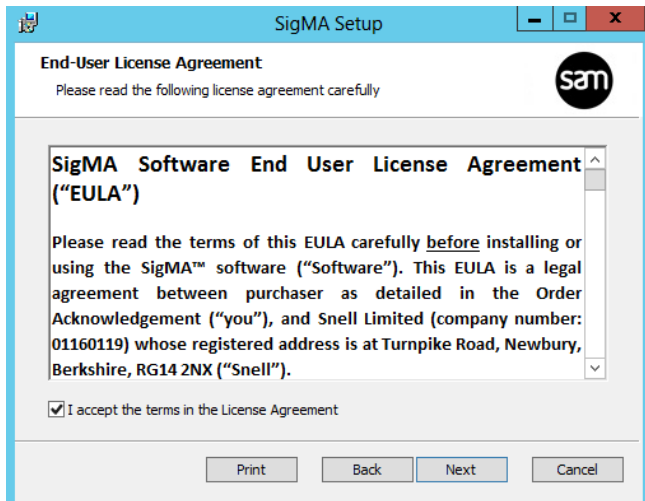 SigMA Setup
End-User License Agreement
Please read the following license agreement carefully
sam
SigMA Software End User License Agreement
(“EULA”)
Please read the terms of this EULA carefully before installing or
using the SigMA™ software (“Software”). This EULA is a legal
agreement between purchaser as detailed in the Order
Acknowledgement (“you”), and Snell Limited (company number:
01160119) whose registered address is at Turnpike Road, Newbury,
Berkshire, RG14 2NX (“Snell”).
I accept the terms in the License Agreement
Print Back Next Cancel